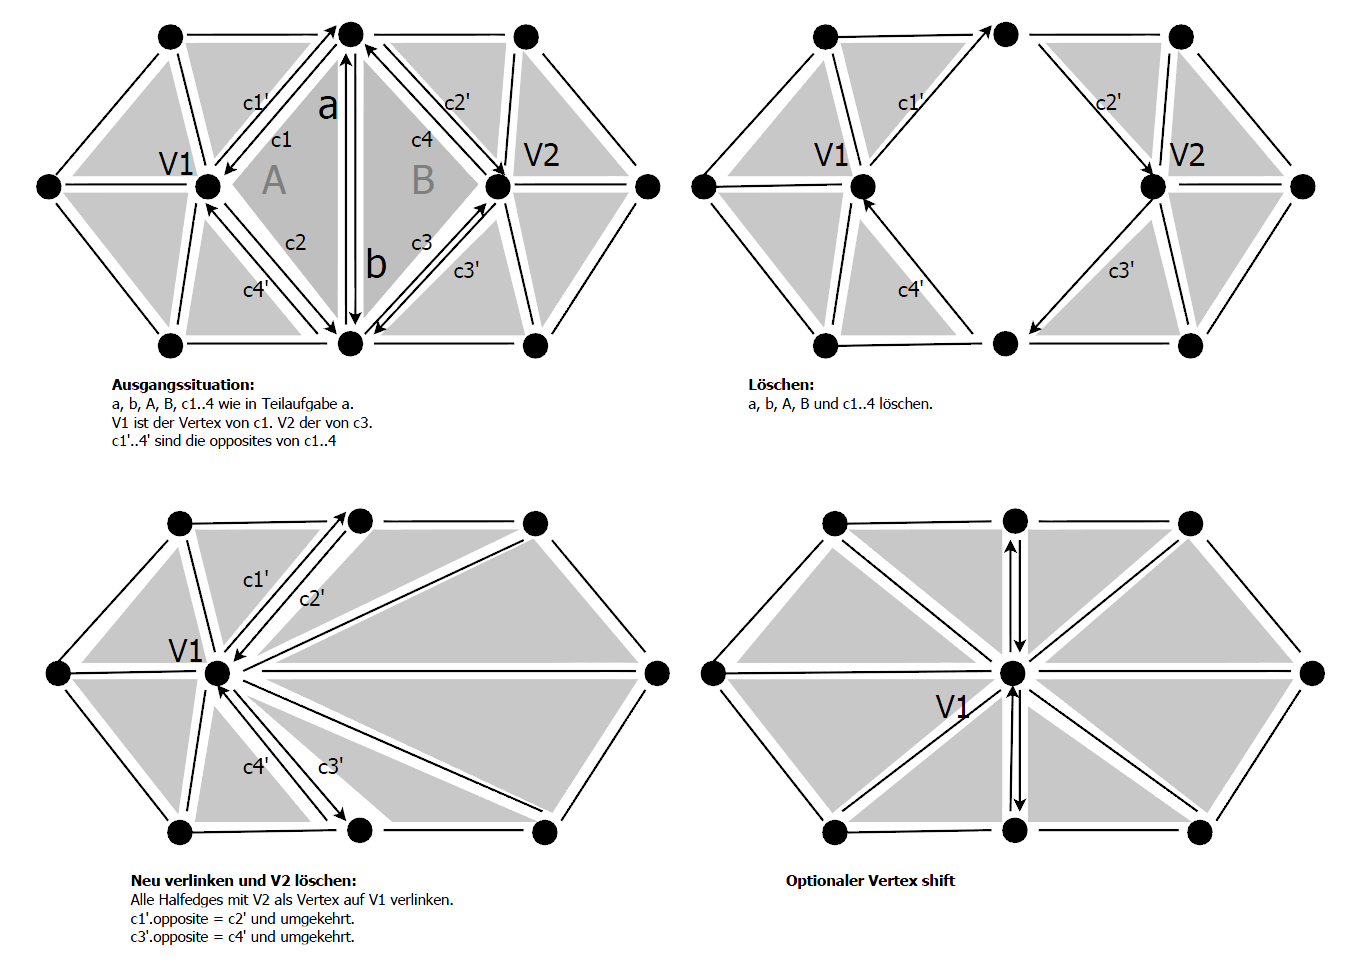 c1'
a
c2'
c1
c4
V1
A
B
V2
c2
c3
b
c3'
c4'
Ausgangssituation:
a, b, A, B, c1..4 wie in Teilaufgabe a.
V1 ist der Vertex von c1. V2 der von c3.
c1'..4' sind die opposites von c1..4
c1'
c2'
V1
V2
c3'
c4'
Löschen:
a, b, A, B und c1..4 löschen.
c1'
c2'
V1
c4'
c3'
Neu verlinken und V2 löschen:
Alle Halfedges mit V2 als Vertex auf V1 verlinken.
c1'.opposite = c2' und umgekehrt.
c3'.opposite = c4' und umgekehrt.
V1
Optionaler Vertex shift